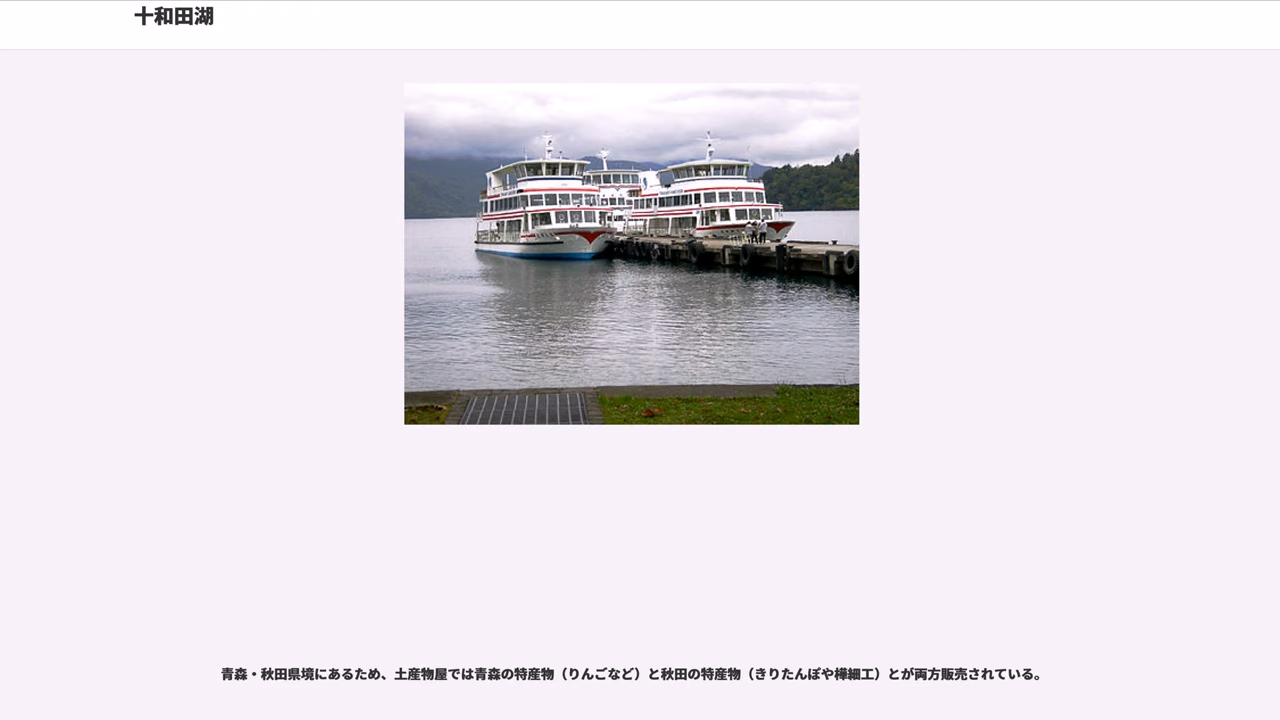 十和田湖
青森・秋田県境にあるため、土産物屋では青森の特産物（りんごなど）と秋田の特産物（きりたんぽや樺細工）とが両方販売されている。